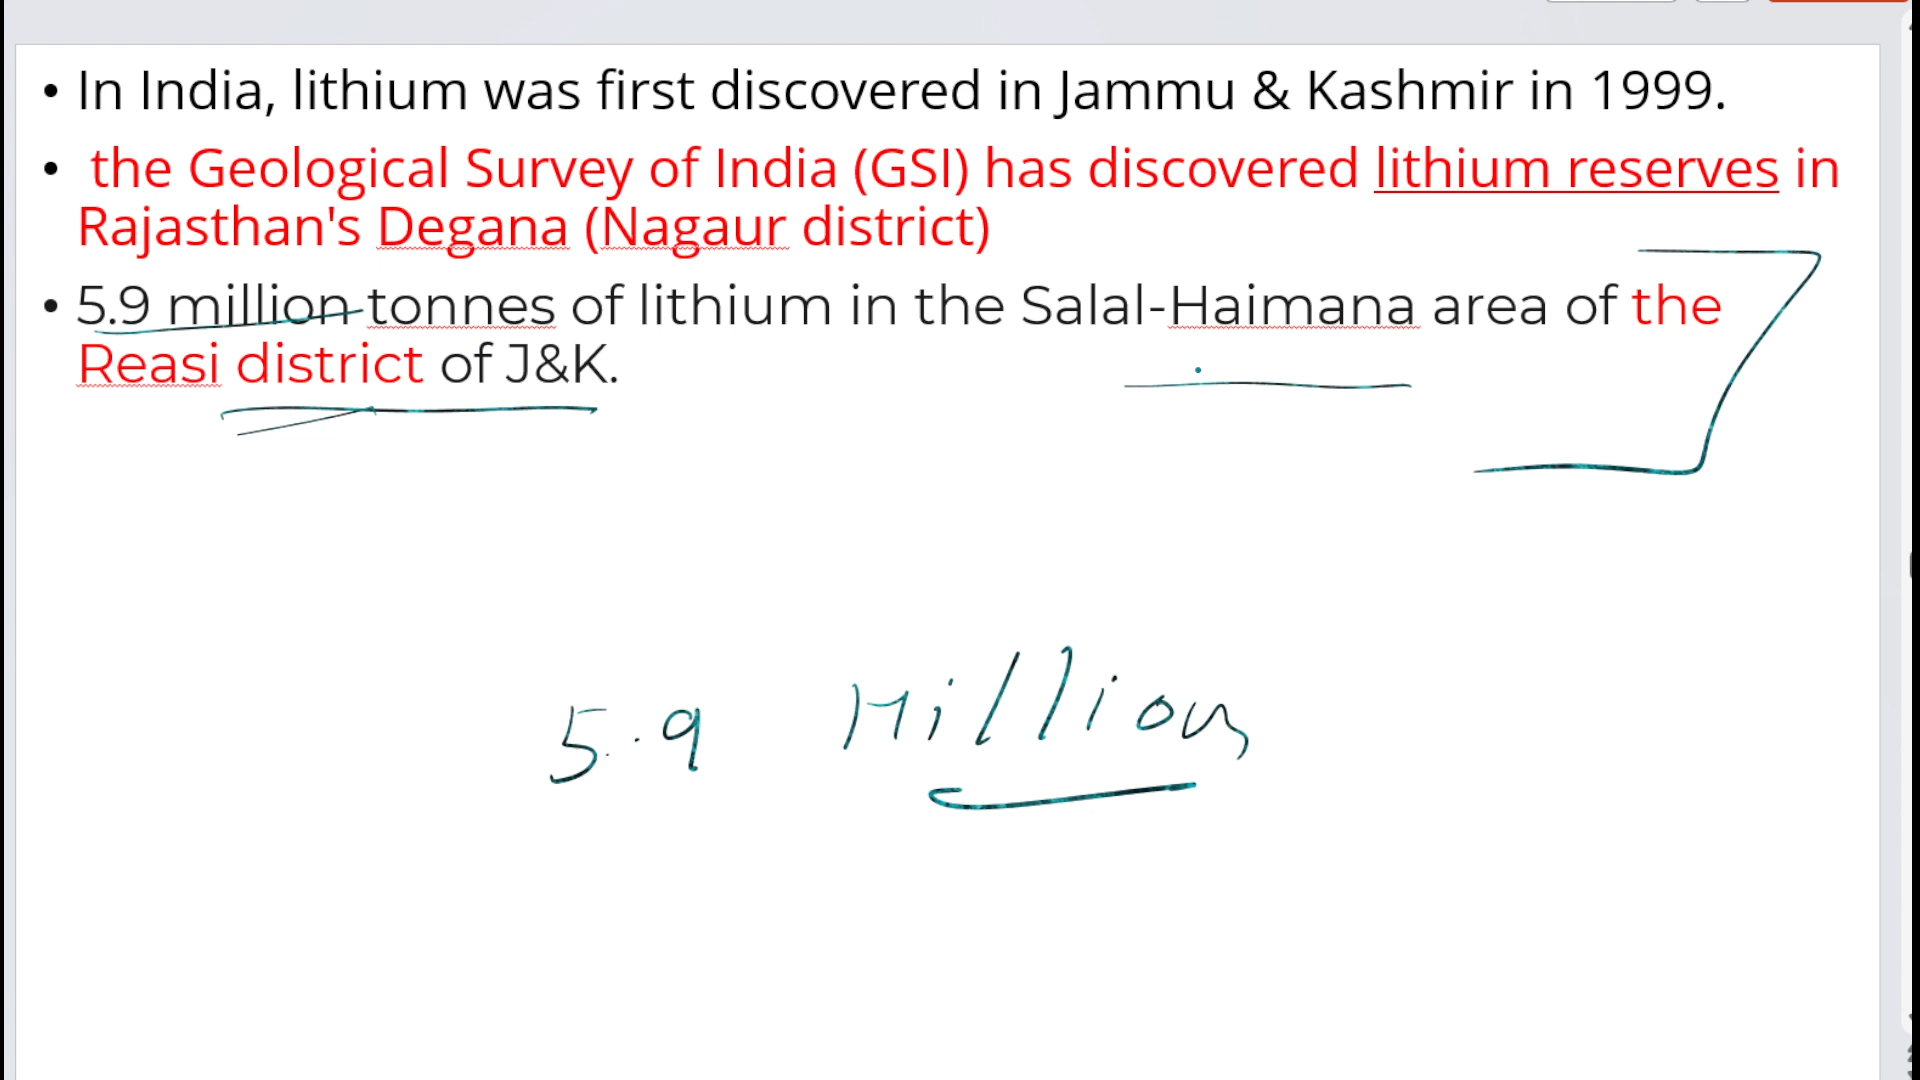 • In India, lithium was first discovered in Jammu & Kashmir in 1999.
• the Geological Survey of India (GSI) has discovered lithium reserves in
Rajasthan's Degana (Nagaur district)
• 5.9 million tonnes of lithium in the Salal-Haimana area of the
Reasi district of J&K.
5.9 Million